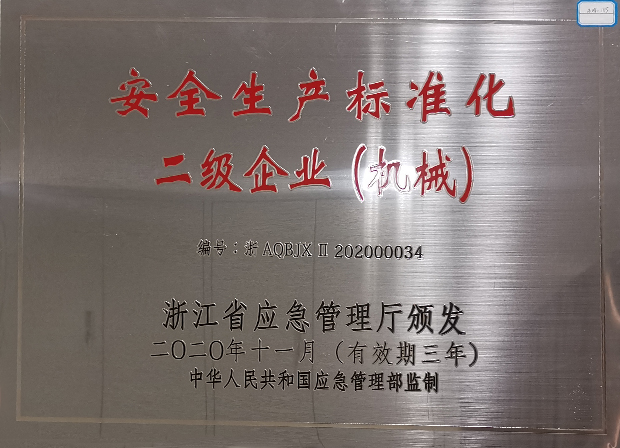 安全生产标准化
二级企业(机械)
编号:浙AQBJXⅡ202000034
浙江省应急管理厅颁发
二〇二〇年十一月(有效期三年)
中华人民共和国应急管理部监制